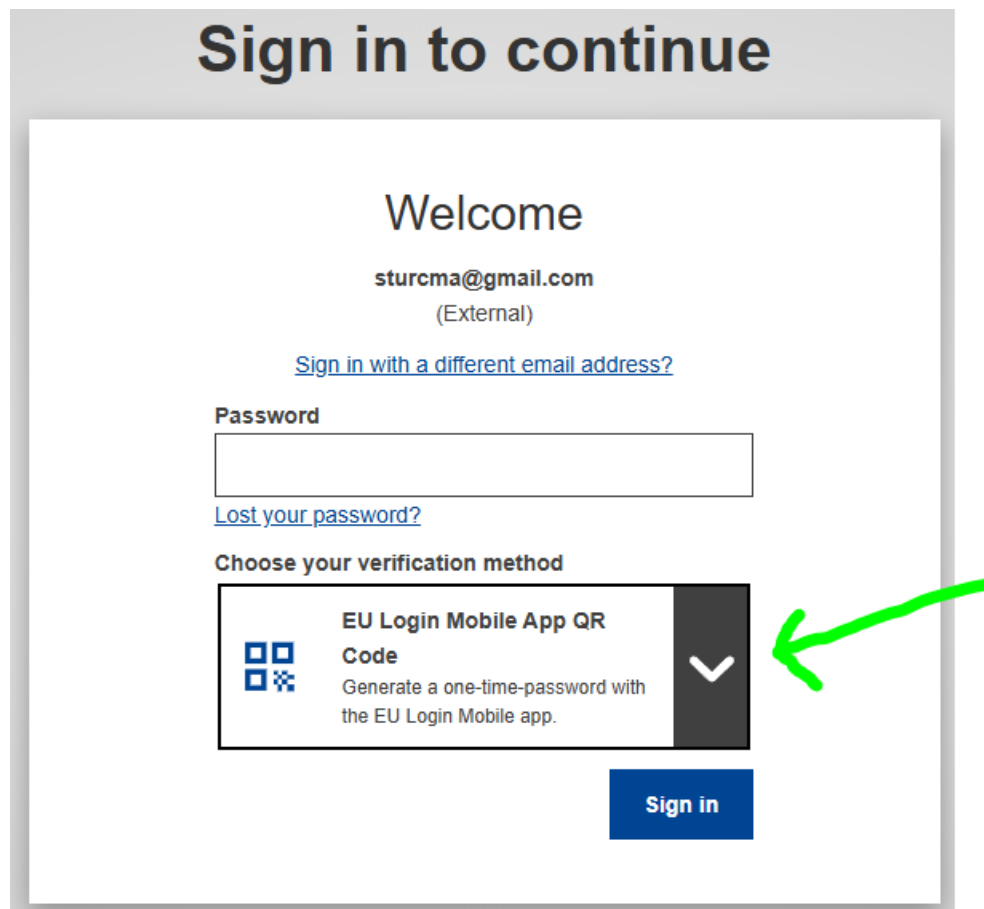 Sign in to continue
Welcome
sturcma@gmail.com
(External)
Sign in with a different email address?
Password
Lost your password?
Choose your verification method
EU Login Mobile App QR
Code
Generate a one-time-password with
the EU Login Mobile app.
Sign in